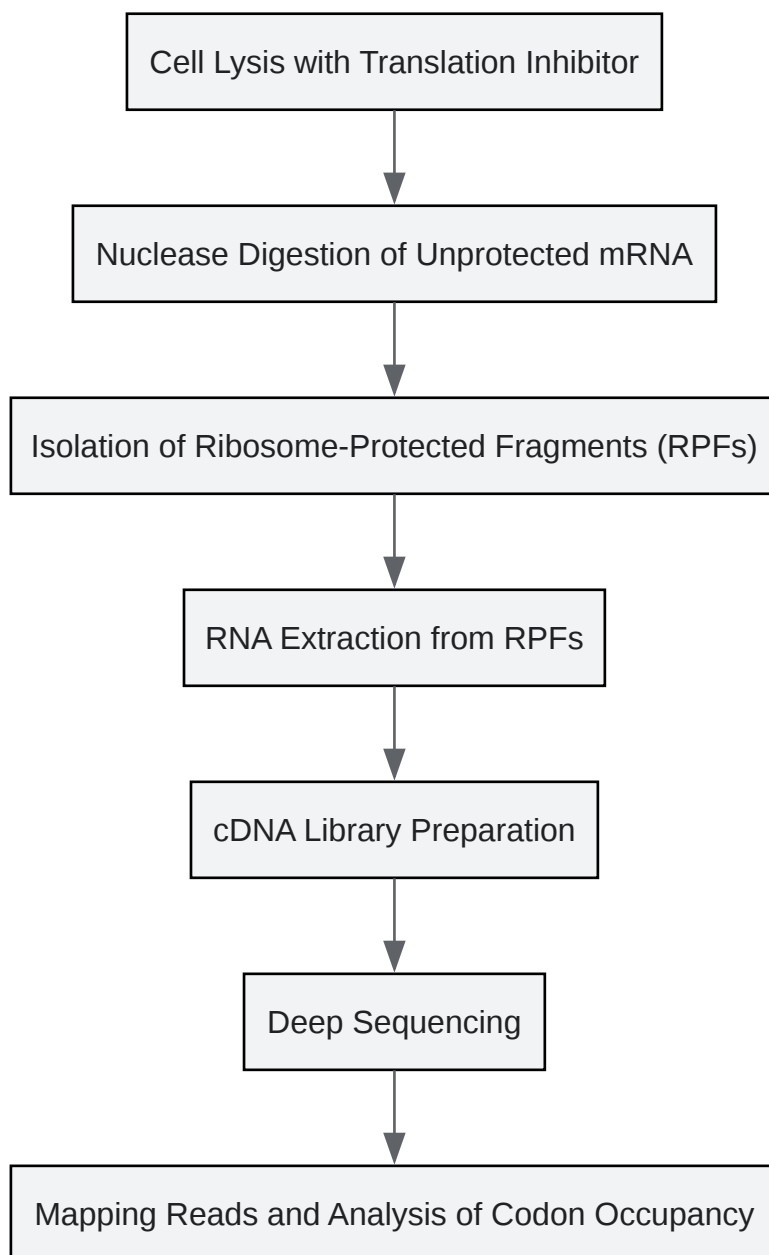 Cell Lysis with Translation Inhibitor
Nuclease Digestion of Unprotected mRNA
Isolation of Ribosome-Protected Fragments (RPFs)
RNA Extraction from RPFs
cDNA Library Preparation
Deep Sequencing
Mapping Reads and Analysis of Codon Occupancy